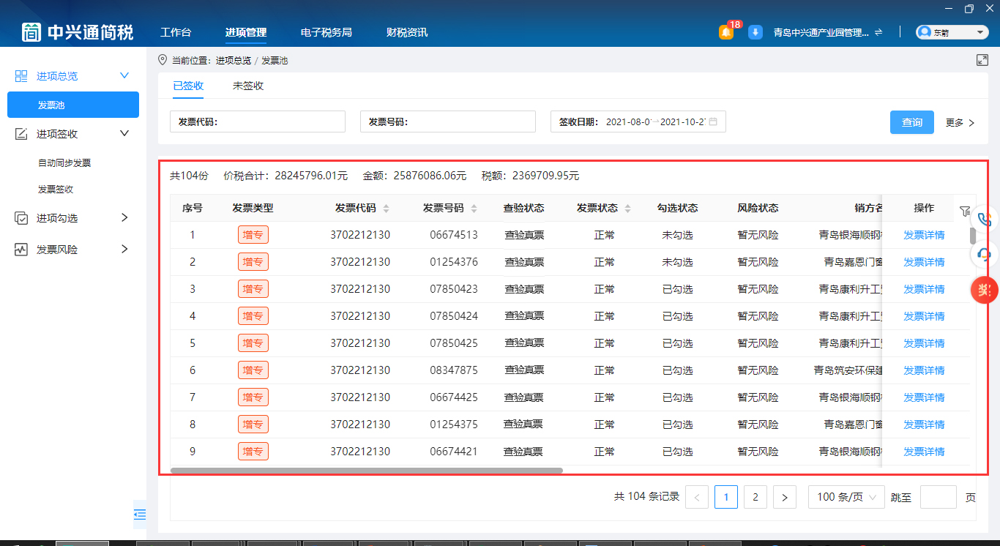 简 中兴通简税 工作台 进项管理 电子税务局 财税资讯 18 青岛中兴通产业园管理... 东箭
进项总览
发票池
进项签收
自动同步发票
发票签收
进项勾选
发票风险
当前位置: 进项总览 / 发票池
已签收 未签收
发票代码: 发票号码: 签收日期: 2021-08-0 2021-10-2 查询 更多
共104份 价税合计: 28245796.01元 金额: 25876086.06元 税额: 2369709.95元
序号 发票类型 发票代码 发票号码 查验状态 发票状态 勾选状态 风险状态 销方名 操作
1 增专 3702212130 06674513 查验真票 正常 未勾选 暂无风险 青岛银海顺钢 发票详情
2 增专 3702212130 01254376 查验真票 正常 未勾选 暂无风险 青岛嘉恩门窗 发票详情
3 增专 3702212130 07850423 查验真票 正常 已勾选 暂无风险 青岛康利升工 发票详情
4 增专 3702212130 07850424 查验真票 正常 已勾选 暂无风险 青岛康利升工 发票详情
5 增专 3702212130 07850425 查验真票 正常 已勾选 暂无风险 青岛康利升工 发票详情
6 增专 3702212130 08347875 查验真票 正常 已勾选 暂无风险 青岛筑安环保建 发票详情
7 增专 3702212130 06674425 查验真票 正常 已勾选 暂无风险 青岛银海顺钢 发票详情
8 增专 3702212130 01254375 查验真票 正常 已勾选 暂无风险 青岛嘉恩门窗 发票详情
9 增专 3702212130 06674421 查验真票 正常 已勾选 暂无风险 青岛银海顺钢 发票详情
奖
共 104 条记录 < 1 2 > 100 条/页 跳至 页